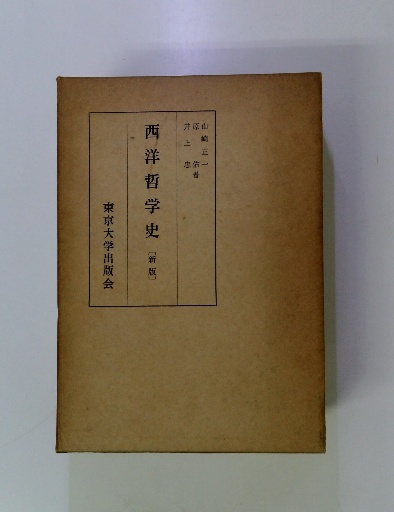 山崎正一
原佑著
井上忠
西洋哲学史［新版］
東京大学出版会